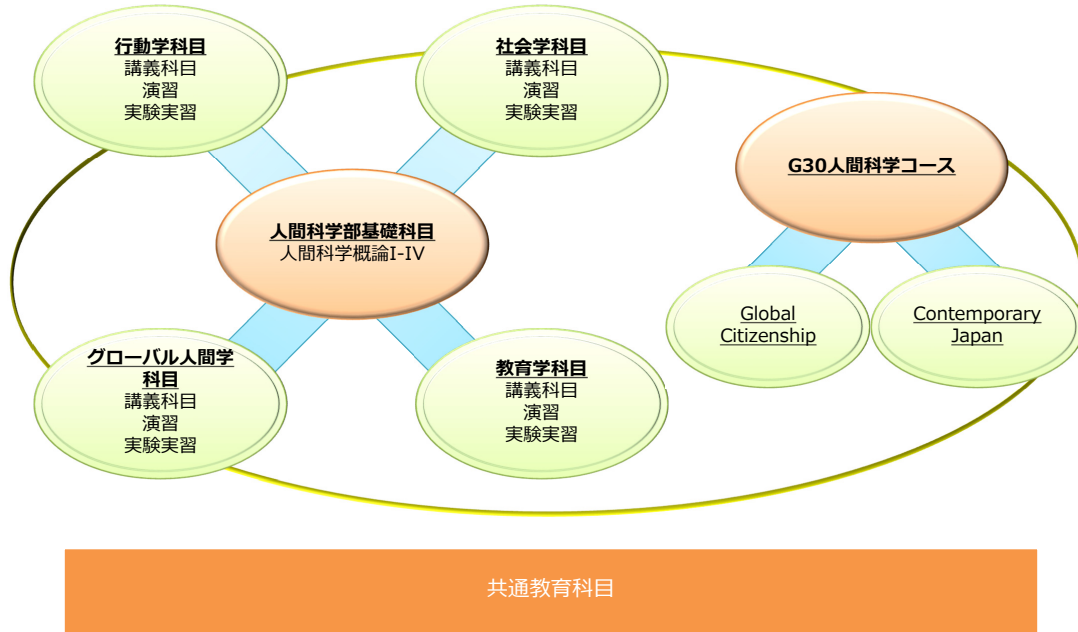 行動学科目
講義科目
演習
実験実習
社会学科目
講義科目
演習
実験実習
G30人間科学コース
人間科学部基礎科目
人間科学概論I-IV
Global
Citizenship
Contemporary
Japan
グローバル人間学
科目
講義科目
演習
実験実習
教育学科目
講義科目
演習
実験実習
共通教育科目